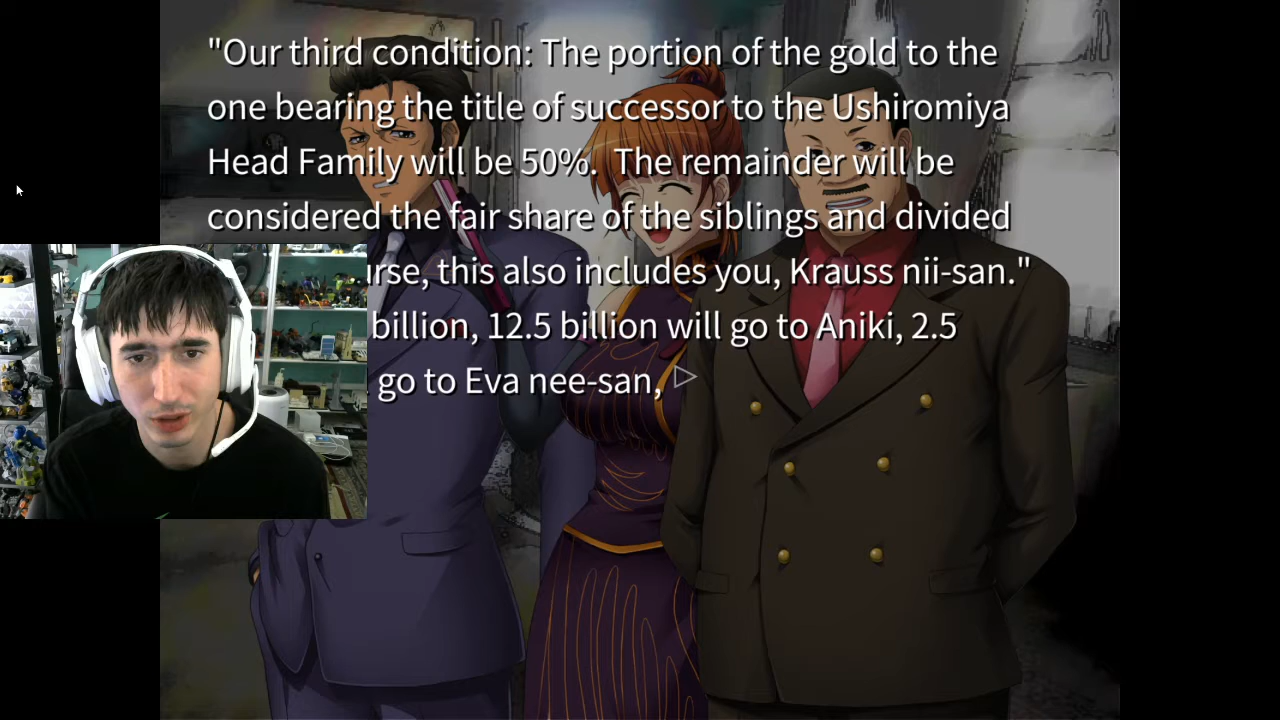 "Our third condition: The portion of the gold to the
one bearing the title of successor to the Ushiromiya
Head Family will be 50%.  The remainder will be
considered the fair share of the siblings and divided
this also includes you, Krauss nii-san."
billion, 12.5 billion will go to Aniki, 2.5
go to Eva nee-san,